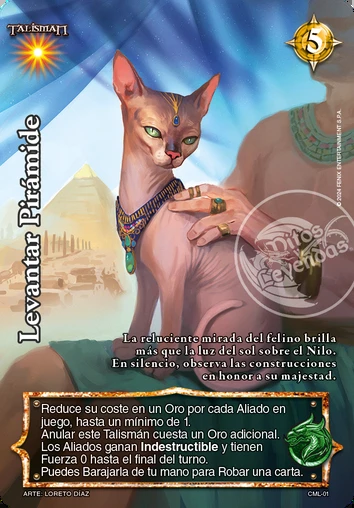 TALISMAN
5
Levantar Pirámide
© 2024 FENIX ENTERTAINMENT S.P.A.
Mitos y
Leyendas
La reluciente mirada del felino brilla
más que la luz del sol sobre el Nilo.
En silencio, observa las construcciones
en honor a su majestad.
Reduce su coste en un Oro por cada Aliado en
juego, hasta un mínimo de 1.
Anular este Talismán cuesta un Oro adicional.
Los Aliados ganan Indestructible y tienen
Fuerza 0 hasta el final del turno.
Puedes Barajarla de tu mano para Robar una carta.
ARTE: LORETO DÍAZ
CML-01